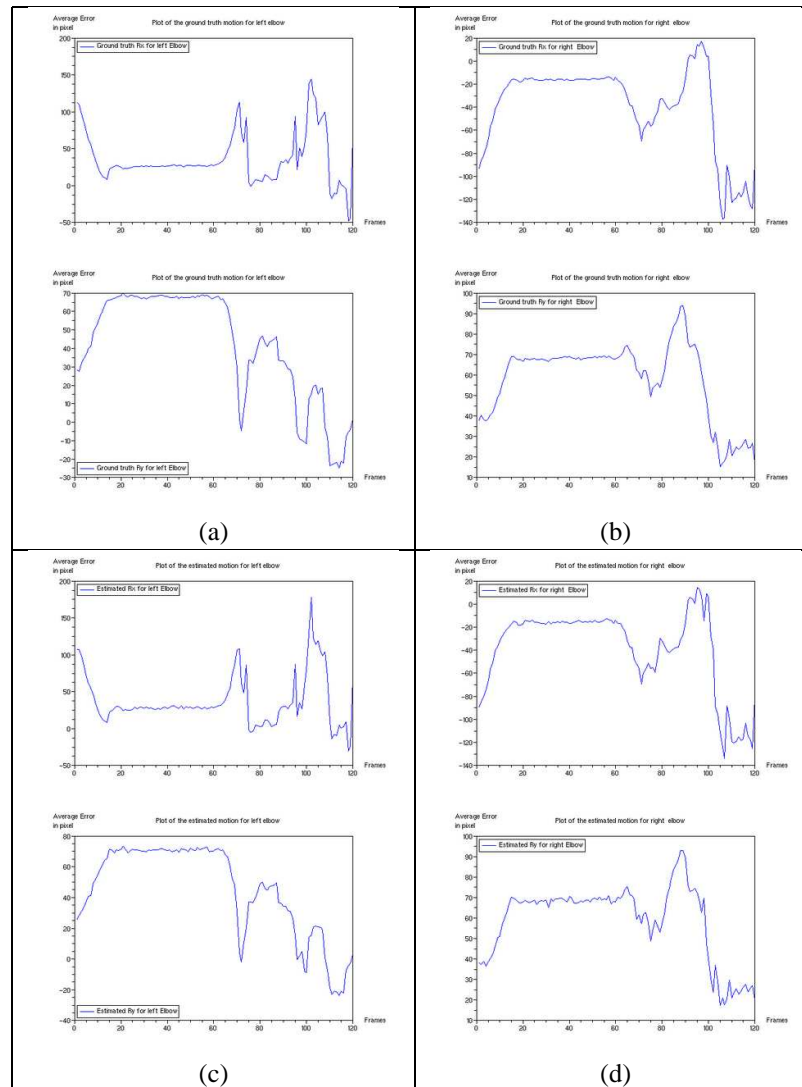 Average Error
in pixel
Plot of the ground truth motion for left elbow
200
Ground truth Rx for left Elbow
150
100
50
0
−50
0 20 40 60 80 100 120
Frames
Average Error
in pixel
Plot of the ground truth motion for left elbow
70
60
50
40
30
20
10
0
−10
−20
Ground truth Ry for left Elbow
−30
0 20 40 60 80 100 120
(a)
Average Error
in pixel
Plot of the ground truth motion for right elbow
20
Ground truth Rx for right Elbow
0
−20
−40
−60
−80
−100
−120
−140
0 20 40 60 80 100 120
Frames
Average Error
in pixel
Plot of the ground truth motion for right elbow
100
Ground truth Ry for right Elbow
90
80
70
60
50
40
30
20
10
0 20 40 60 80 100 120
(b)
Average Error
in pixel
Plot of the estimated motion for left elbow
200
Estimated Rx for left Elbow
150
100
50
0
−50
0 20 40 60 80 100 120
Frames
Average Error
in pixel
Plot of the estimated motion for left elbow
80
60
40
20
0
−20
Estimated Ry for left Elbow
−40
0 20 40 60 80 100 120
(c)
Average Error
in pixel
Plot of the estimated motion for right elbow
20
Estimated Rx for right Elbow
0
−20
−40
−60
−80
−100
−120
−140
0 20 40 60 80 100 120
Frames
Average Error
in pixel
Plot of the estimated motion for right elbow
100
Estimated Ry for right Elbow
90
80
70
60
50
40
30
20
10
0 20 40 60 80 100 120
(d)